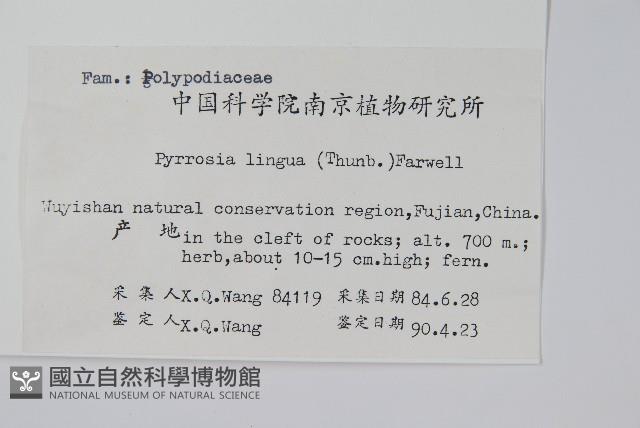 Fam.: Polypodiaceae
中国科学院南京植物研究所
Pyrrosia lingua (Thunb.)Farwell
Wuyishan natural conservation region,Fujian,China.
产 地 in the cleft of rocks; alt. 700 m.;
herb,about 10-15 cm.high; fern.
采集人 X.Q.Wang 84119 采集日期 84.6.28
鉴定人 X.Q.Wang 鉴定日期 90.4.23
國立自然科學博物館
NATIONAL MUSEUM OF NATURAL SCIENCE